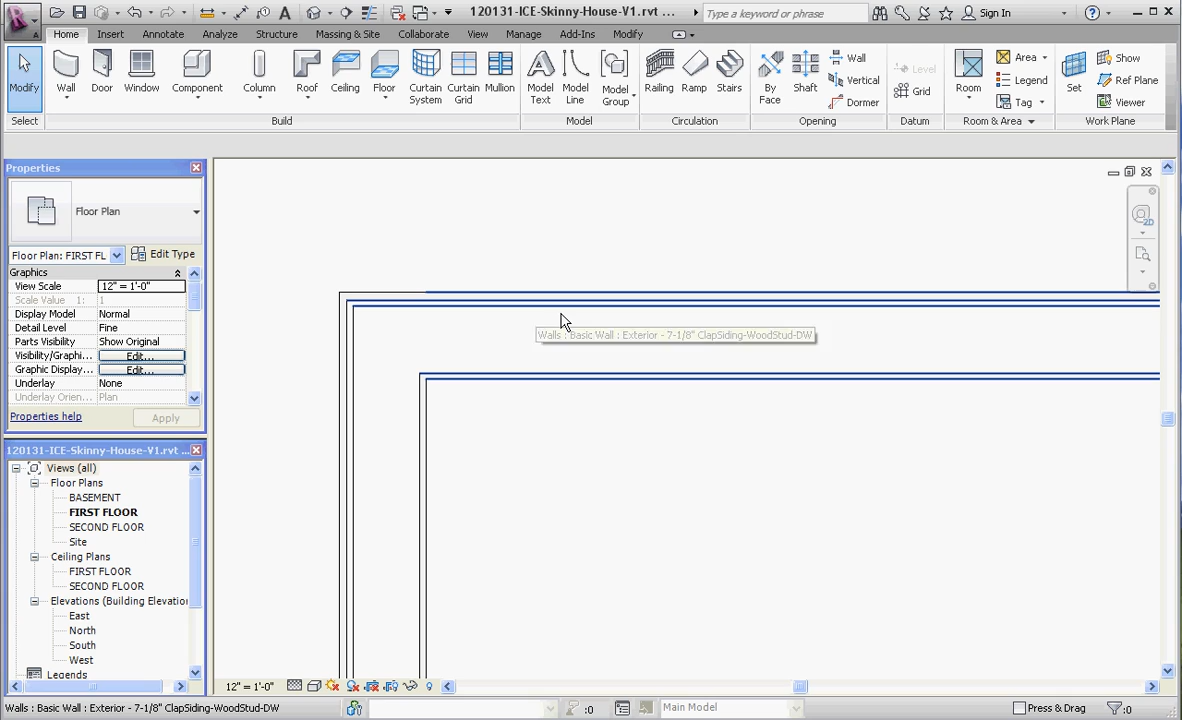 120131-ICE-Skinny-House-V1.rvt ... Type a keyword or phrase Sign In
Home Insert Annotate Analyze Structure Massing & Site Collaborate View Manage Add-Ins Modify
Modify Wall Door Window Component Column Roof Ceiling Floor Curtain System Curtain Grid Mullion Model Text Model Line Model Group Railing Ramp Stairs By Face Shaft Wall Vertical Dormer Level Grid Room Area Legend Tag Set Show Ref Plane Viewer
Select Build Model Circulation Opening Datum Room & Area Work Plane
Properties
Floor Plan
Floor Plan: FIRST FL Edit Type
Graphics
View Scale 12" = 1'-0"
Scale Value 1: 1
Display Model Normal
Detail Level Fine
Parts Visibility Show Original
Visibility/Graphi... Edit...
Graphic Display... Edit...
Underlay None
Underlay Orien... Plan
Properties help Apply
120131-ICE-Skinny-House-V1.rvt ...
Views (all)
Floor Plans
BASEMENT
FIRST FLOOR
SECOND FLOOR
Site
Ceiling Plans
FIRST FLOOR
SECOND FLOOR
Elevations (Building Elevatio
East
North
South
West
Legends
Walls : Basic Wall : Exterior - 7-1/8" ClapSiding-WoodStud-DW
2D
12" = 1'-0"
Walls : Basic Wall : Exterior - 7-1/8" ClapSiding-WoodStud-DW :0 Main Model Press & Drag :0